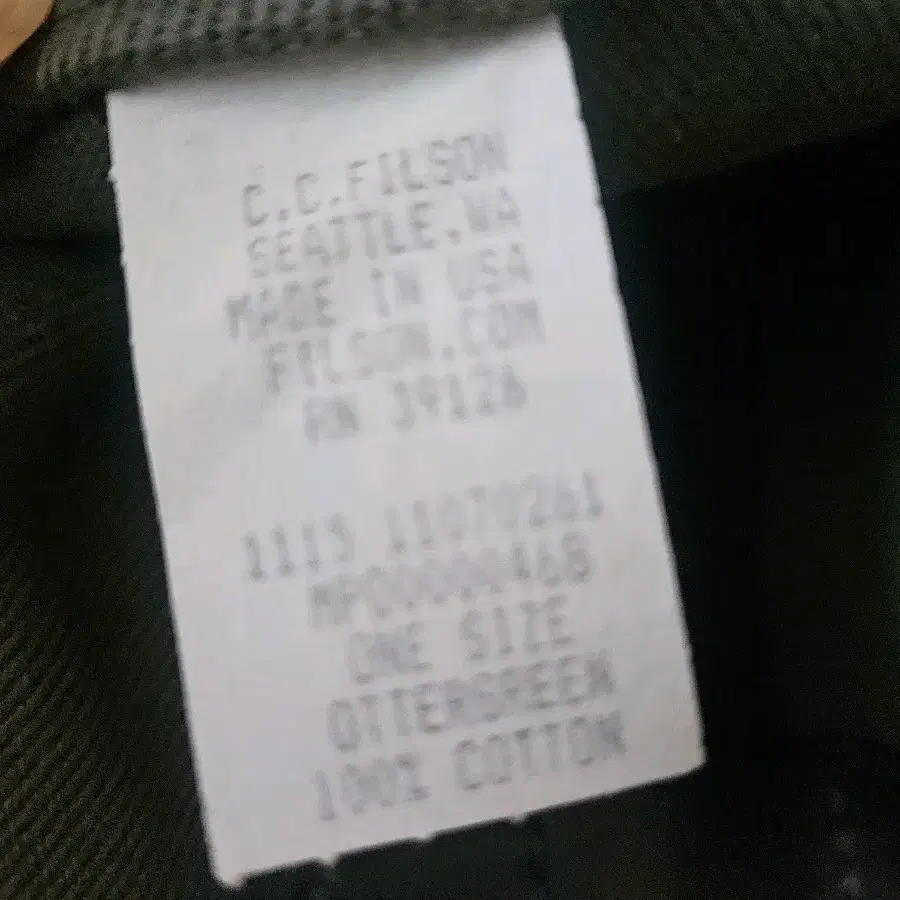 C.C.FILSON
SEATTLE,WA
MADE IN USA
FILSON.COM
RN 39126
1115 11070261
ONE SIZE
OTTERGREEN
100% COTTON